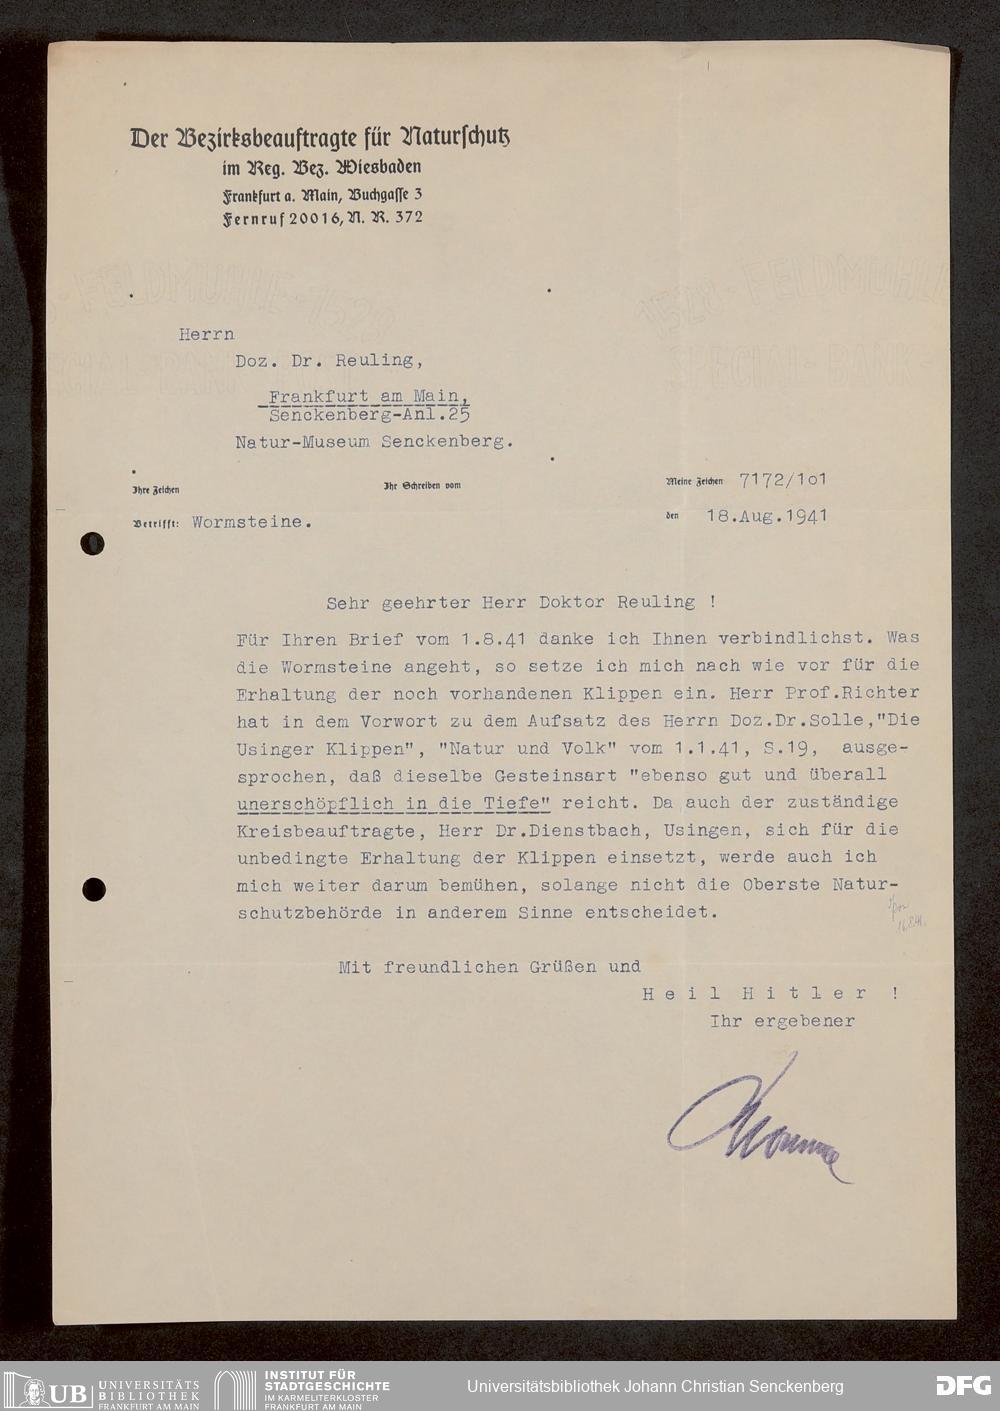 Der Bezirksbeauftragte für Naturschutz
im Reg. Bez. Wiesbaden
Frankfurt a. Main, Buchgasse 3
Fernruf 20016, N. R. 372
Herrn
Doz. Dr. Reuling,
Frankfurt am Main,
Senckenberg-Anl.25
Natur-Museum Senckenberg.
Ihre Zeichen
Ihr Schreiben vom
Meine Zeichen 7172/1o1
Betrifft: Wormsteine.
den 18.Aug.1941
Sehr geehrter Herr Doktor Reuling !
Für Ihren Brief vom 1.8.41 danke ich Ihnen verbindlichst. Was
die Wormsteine angeht, so setze ich mich nach wie vor für die
Erhaltung der noch vorhandenen Klippen ein. Herr Prof.Richter
hat in dem Vorwort zu dem Aufsatz des Herrn Doz.Dr.Solle,"Die
Usinger Klippen", "Natur und Volk" vom 1.1.41, S.19, ausge-
sprochen, daß dieselbe Gesteinsart "ebenso gut und überall
unerschöpflich in die Tiefe" reicht. Da auch der zuständige
Kreisbeauftragte, Herr Dr.Dienstbach, Usingen, sich für die
unbedingte Erhaltung der Klippen einsetzt, werde auch ich
mich weiter darum bemühen, solange nicht die Oberste Natur-
schutzbehörde in anderem Sinne entscheidet.
Mit freundlichen Grüßen und
H e i l H i t l e r !
Ihr ergebener
UB UNIVERSITÄTS
BIBLIOTHEK
FRANKFURT AM MAIN
INSTITUT FÜR
STADTGESCHICHTE
IM KARMELITERKLOSTER
FRANKFURT AM MAIN
Universitätsbibliothek Johann Christian Senckenberg
DFG